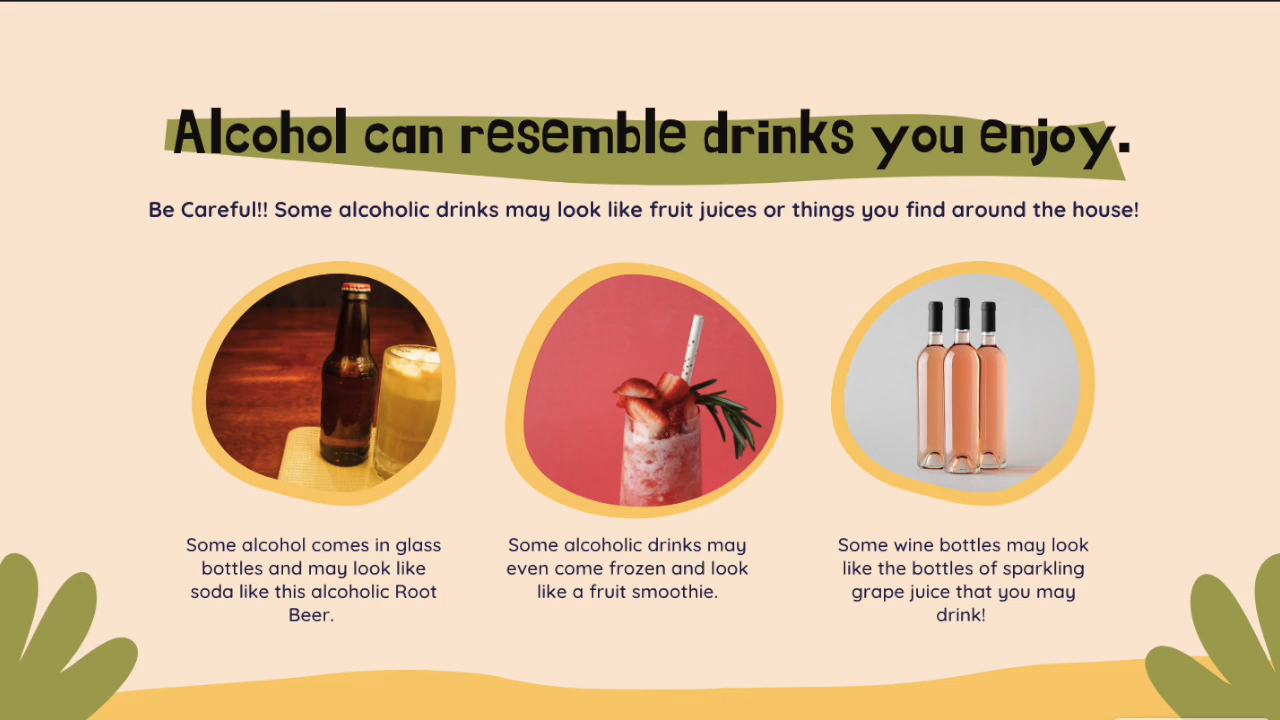 Alcohol can resemble drinks you enjoy.
Be Careful!! Some alcoholic drinks may look like fruit juices or things you find around the house!
Some alcohol comes in glass
bottles and may look like
soda like this alcoholic Root
Beer.
Some alcoholic drinks may
even come frozen and look
like a fruit smoothie.
Some wine bottles may look
like the bottles of sparkling
grape juice that you may
drink!